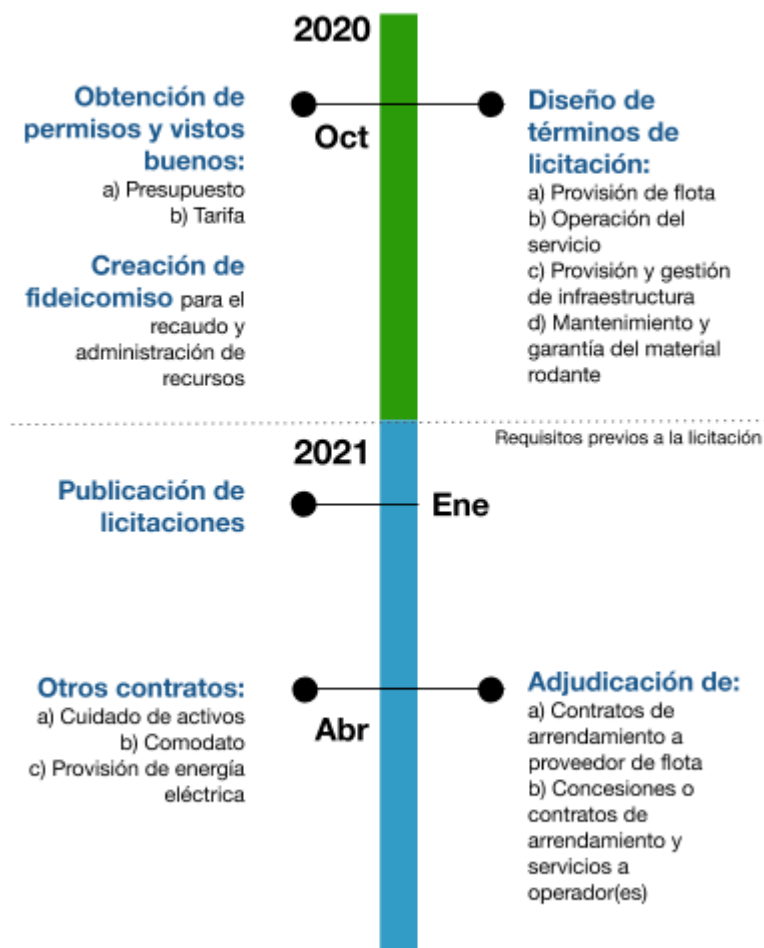 2020
Obtención de
permisos y vistos
buenos:
a) Presupuesto
b) Tarifa
Creación de
fideicomiso para el
recaudo y
administración de
recursos
Oct
Diseño de
términos de
licitación:
a) Provisión de flota
b) Operación del
servicio
c) Provisión y gestión
de infraestructura
d) Mantenimiento y
garantía del material
rodante
Requisitos previos a la licitación
2021
Publicación de
licitaciones
Ene
Otros contratos:
a) Cuidado de activos
b) Comodato
c) Provisión de energía
eléctrica
Abr
Adjudicación de:
a) Contratos de
arrendamiento a
proveedor de flota
b) Concesiones o
contratos de
arrendamiento y
servicios a
operador(es)